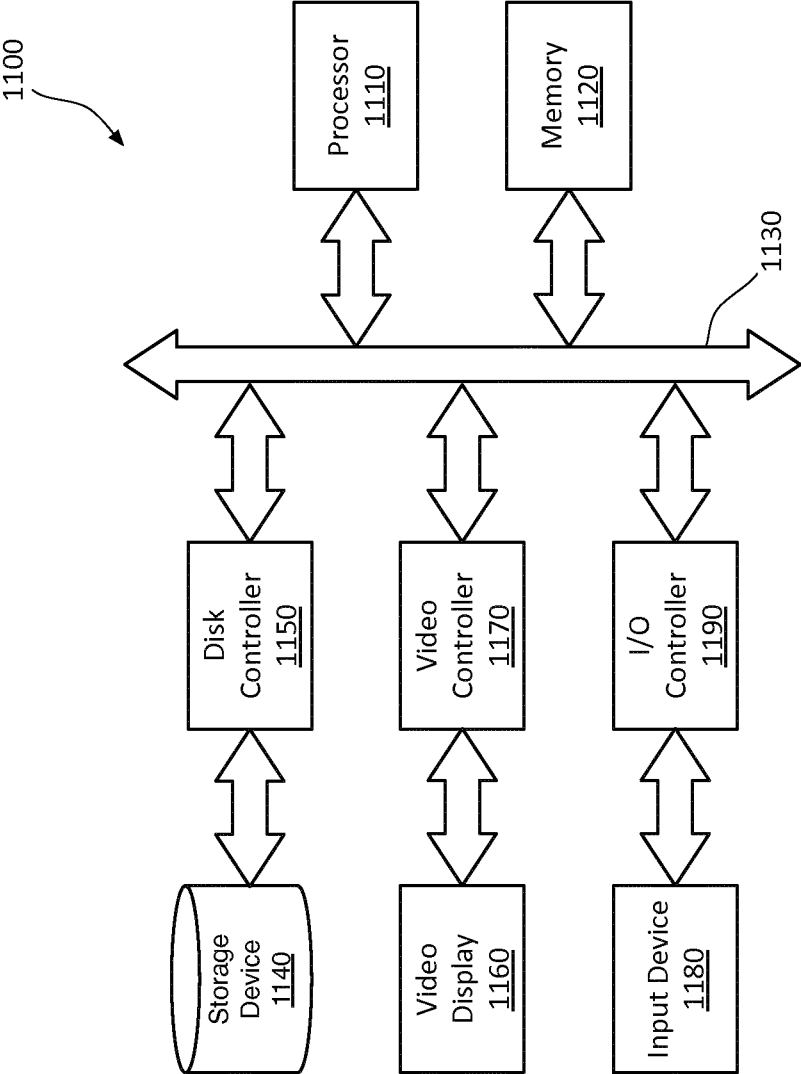 1100
Input Device
1180
Video
Display
1160
Storage
Device
1140
I/O
Controller
1190
Video
Controller
1170
Disk
Controller
1150
1130
Memory
1120
Processor
1110